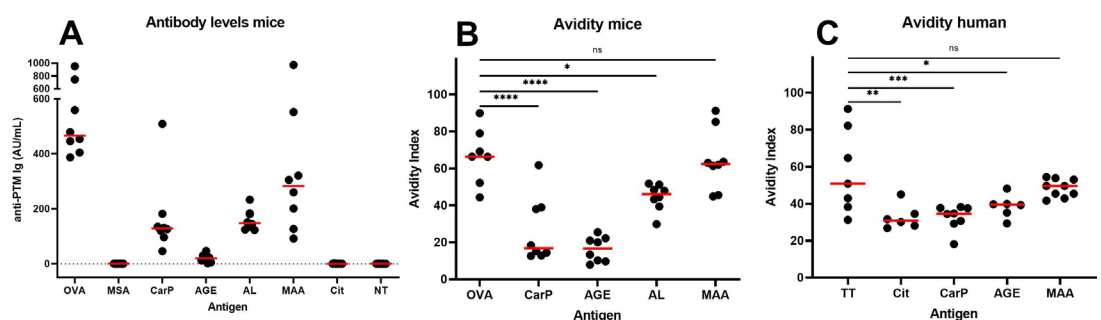 A
Antibody levels mice
anti-PTM Ig (AU/mL)
1000
800
600
600
400
200
0
OVA MSA CarP AGE AL MAA Cit NT
Antigen
B
Avidity mice
ns
*
****
****
Avidity Index
100
80
60
40
20
0
OVA CarP AGE AL MAA
Antigen
C
Avidity human
ns
*
***
**
Avidity Index
100
80
60
40
20
0
TT Cit CarP AGE MAA
Antigen